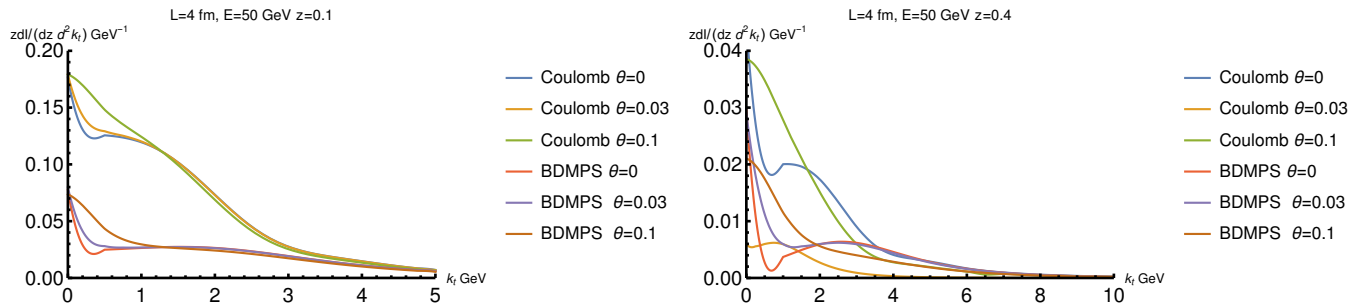 L=4 fm, E=50 GeV z=0.1
zdI/(dz d²kₜ) GeV⁻¹
0.20
0.15
0.10
0.05
0.00
0 1 2 3 4 5
kₜ GeV
Coulomb θ=0
Coulomb θ=0.03
Coulomb θ=0.1
BDMPS θ=0
BDMPS θ=0.03
BDMPS θ=0.1
L=4 fm, E=50 GeV z=0.4
zdI/(dz d²kₜ) GeV⁻¹
0.04
0.03
0.02
0.01
0.00
0 2 4 6 8 10
kₜ GeV
Coulomb θ=0
Coulomb θ=0.03
Coulomb θ=0.1
BDMPS θ=0
BDMPS θ=0.03
BDMPS θ=0.1